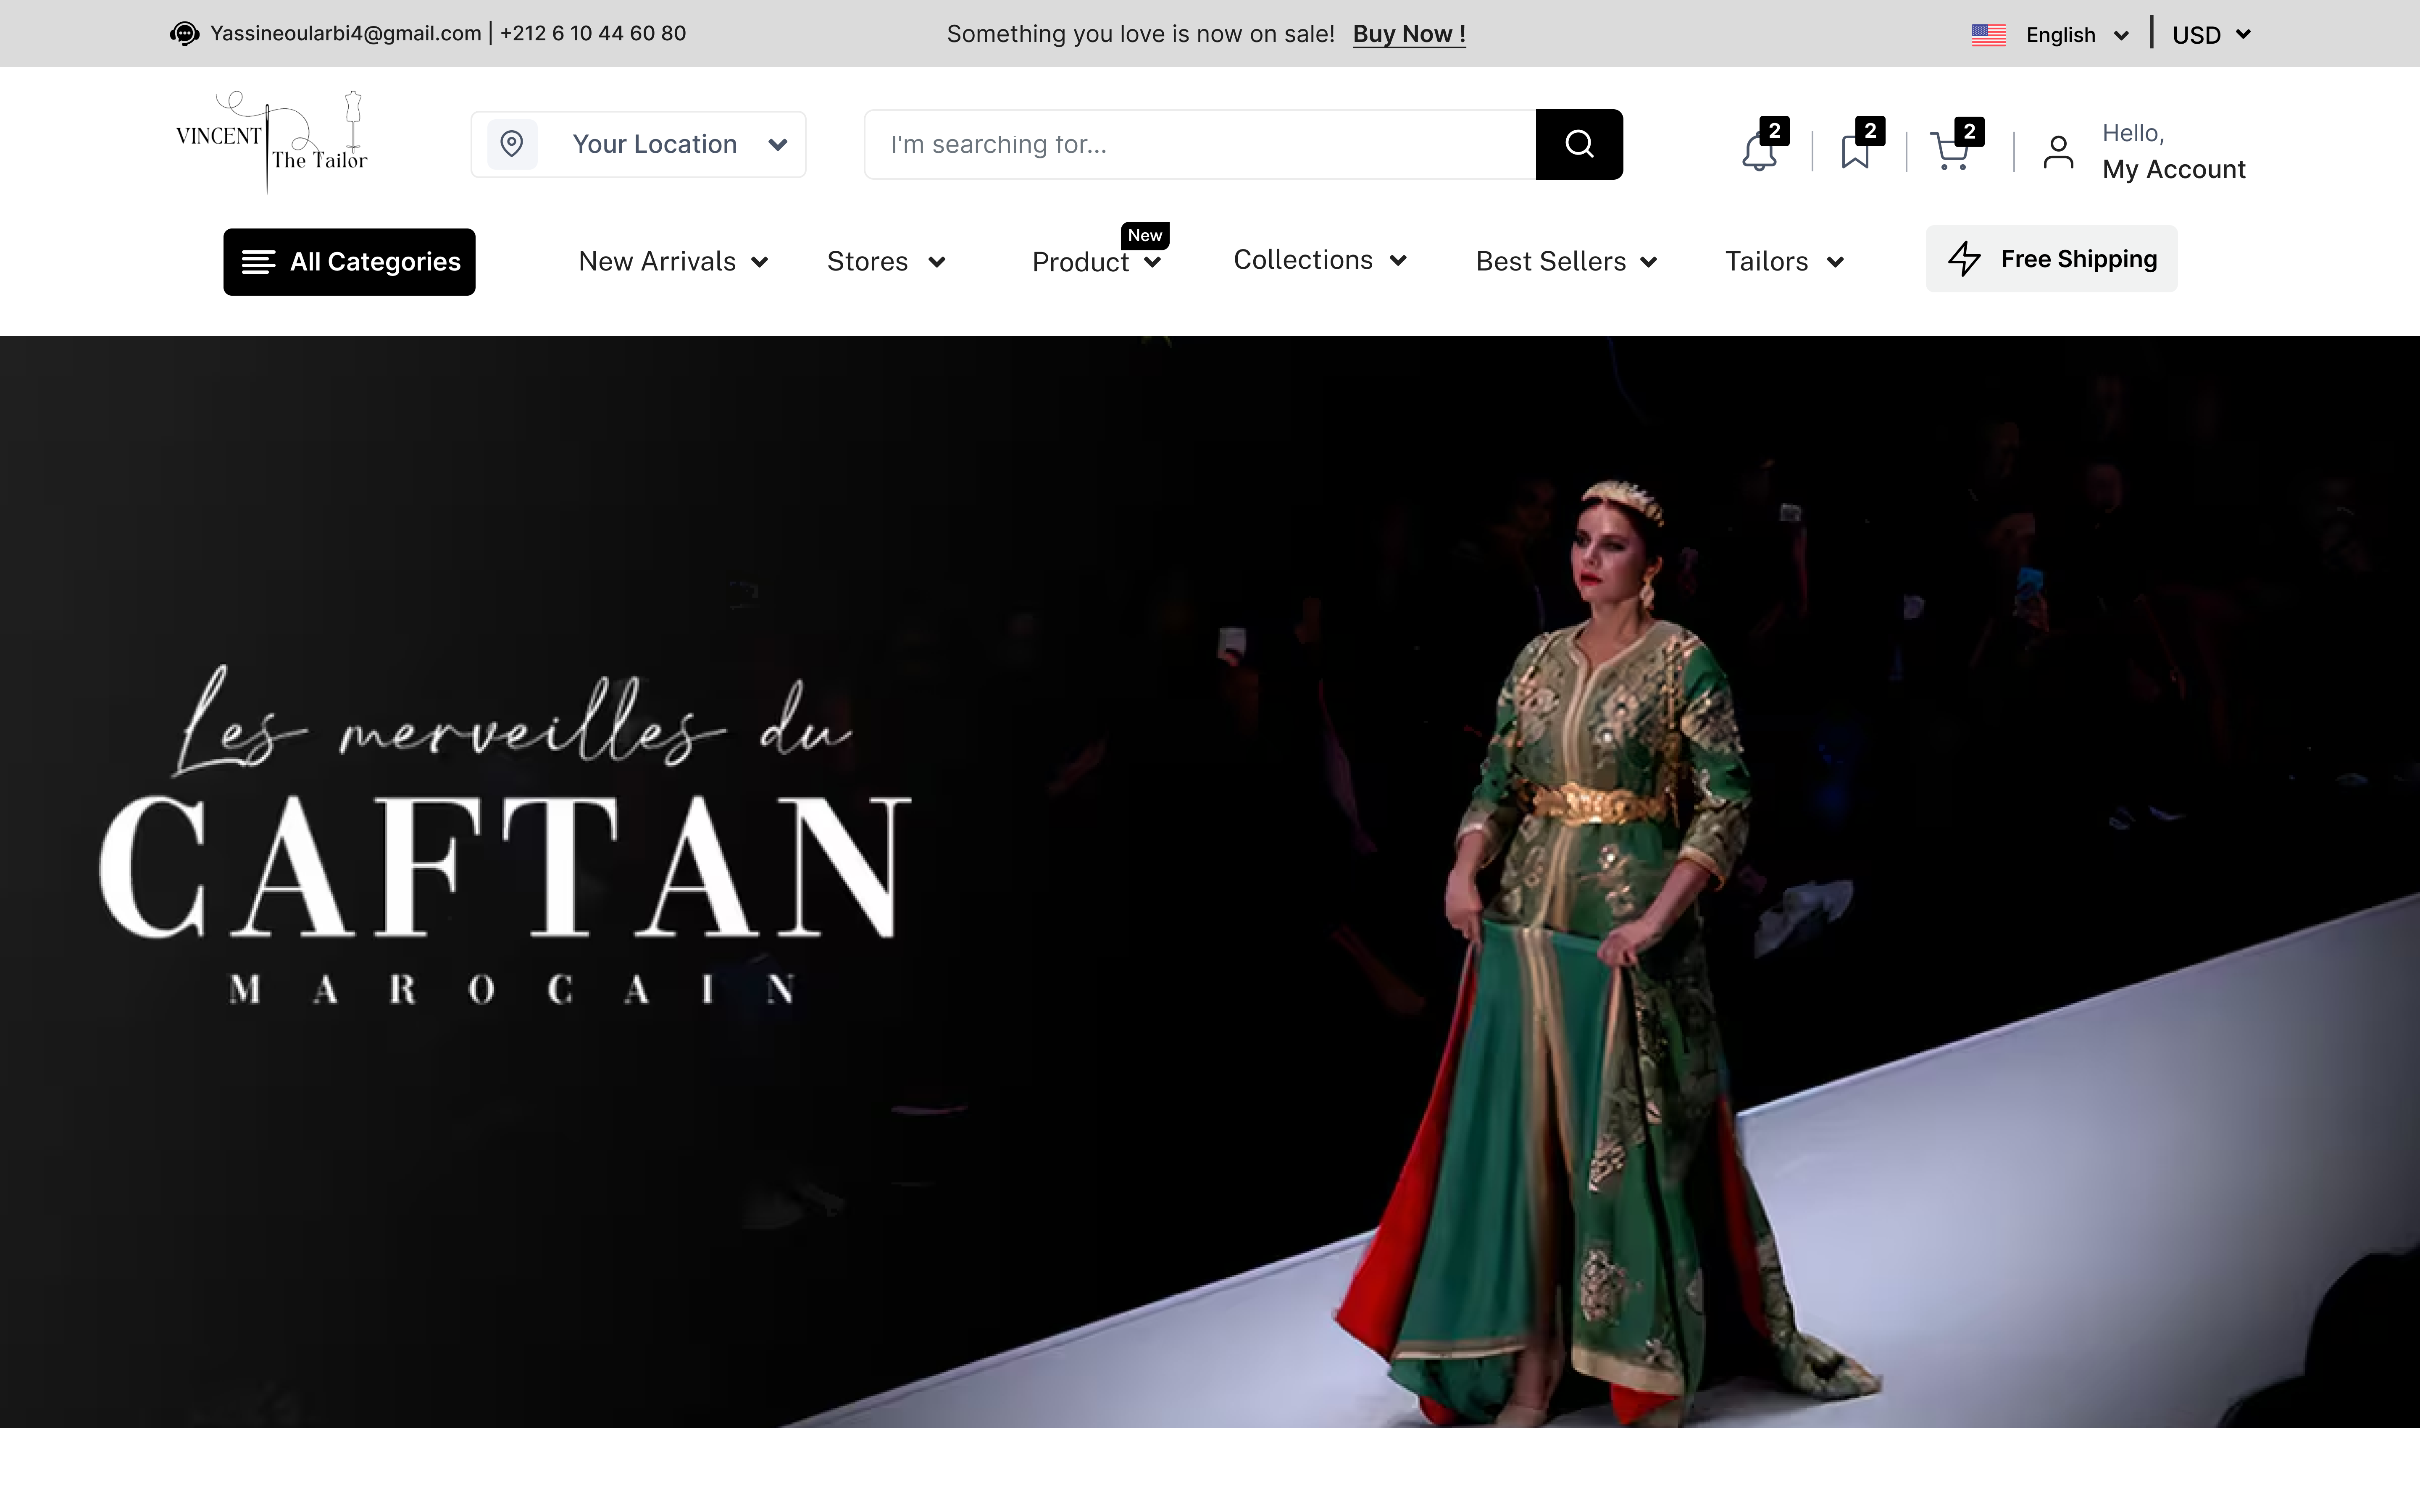 Yassineoularbi4@gmail.com | +212 6 10 44 60 80
Something you love is now on sale! Buy Now !
English
USD
VINCENT
The Tailor
Your Location
I'm searching for...
2
2
2
Hello,
My Account
All Categories
New Arrivals
Stores
Product
New
Collections
Best Sellers
Tailors
Free Shipping
Les merveilles du
CAFTAN
MAROCAIN